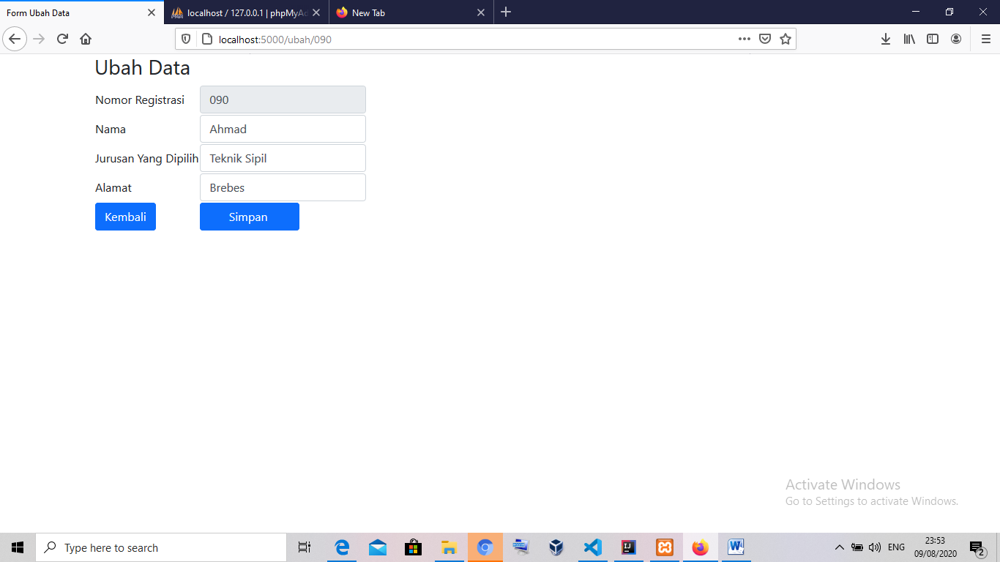 Form Ubah Data
localhost / 127.0.0.1 | phpMyAd
New Tab
localhost:5000/ubah/090
Ubah Data
Nomor Registrasi 090
Nama Ahmad
Jurusan Yang Dipilih Teknik Sipil
Alamat Brebes
Kembali Simpan
Activate Windows
Go to Settings to activate Windows.
Type here to search
ENG
23:53
09/08/2020
2